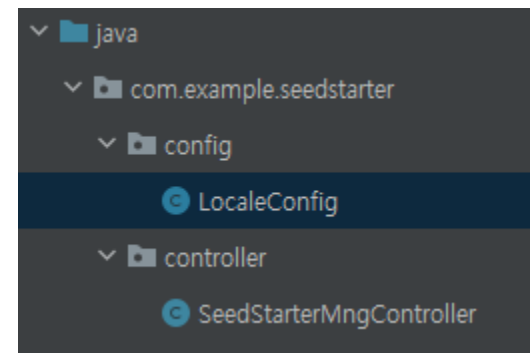 java
com.example.seedstarter
config
C LocaleConfig
controller
C SeedStarterMngController